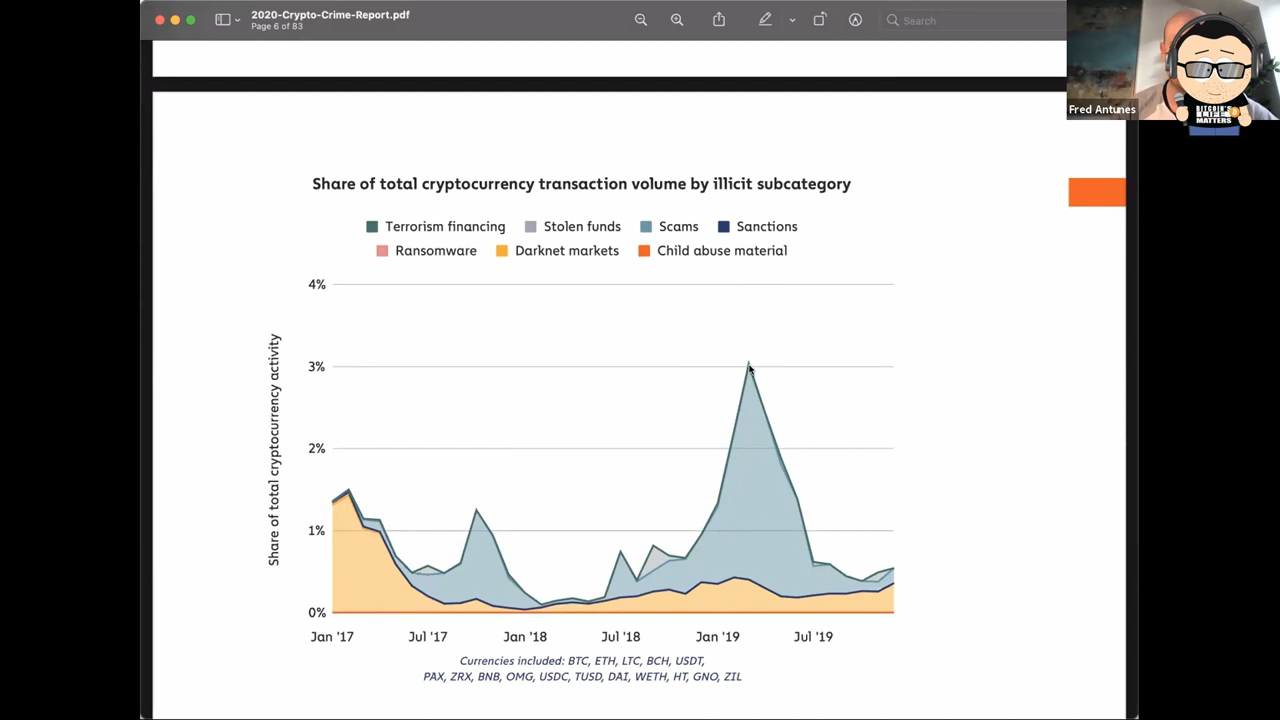 2020-Crypto-Crime-Report.pdf
Page 6 of 83
Search
Fred Antunes
BITCOIN'S
LIFE
MATTERS
Share of total cryptocurrency transaction volume by illicit subcategory
Terrorism financing Stolen funds Scams Sanctions
Ransomware Darknet markets Child abuse material
Share of total cryptocurrency activity
4%
3%
2%
1%
0%
Jan '17 Jul '17 Jan '18 Jul '18 Jan '19 Jul '19
Currencies included: BTC, ETH, LTC, BCH, USDT,
PAX, ZRX, BNB, OMG, USDC, TUSD, DAI, WETH, HT, GNO, ZIL